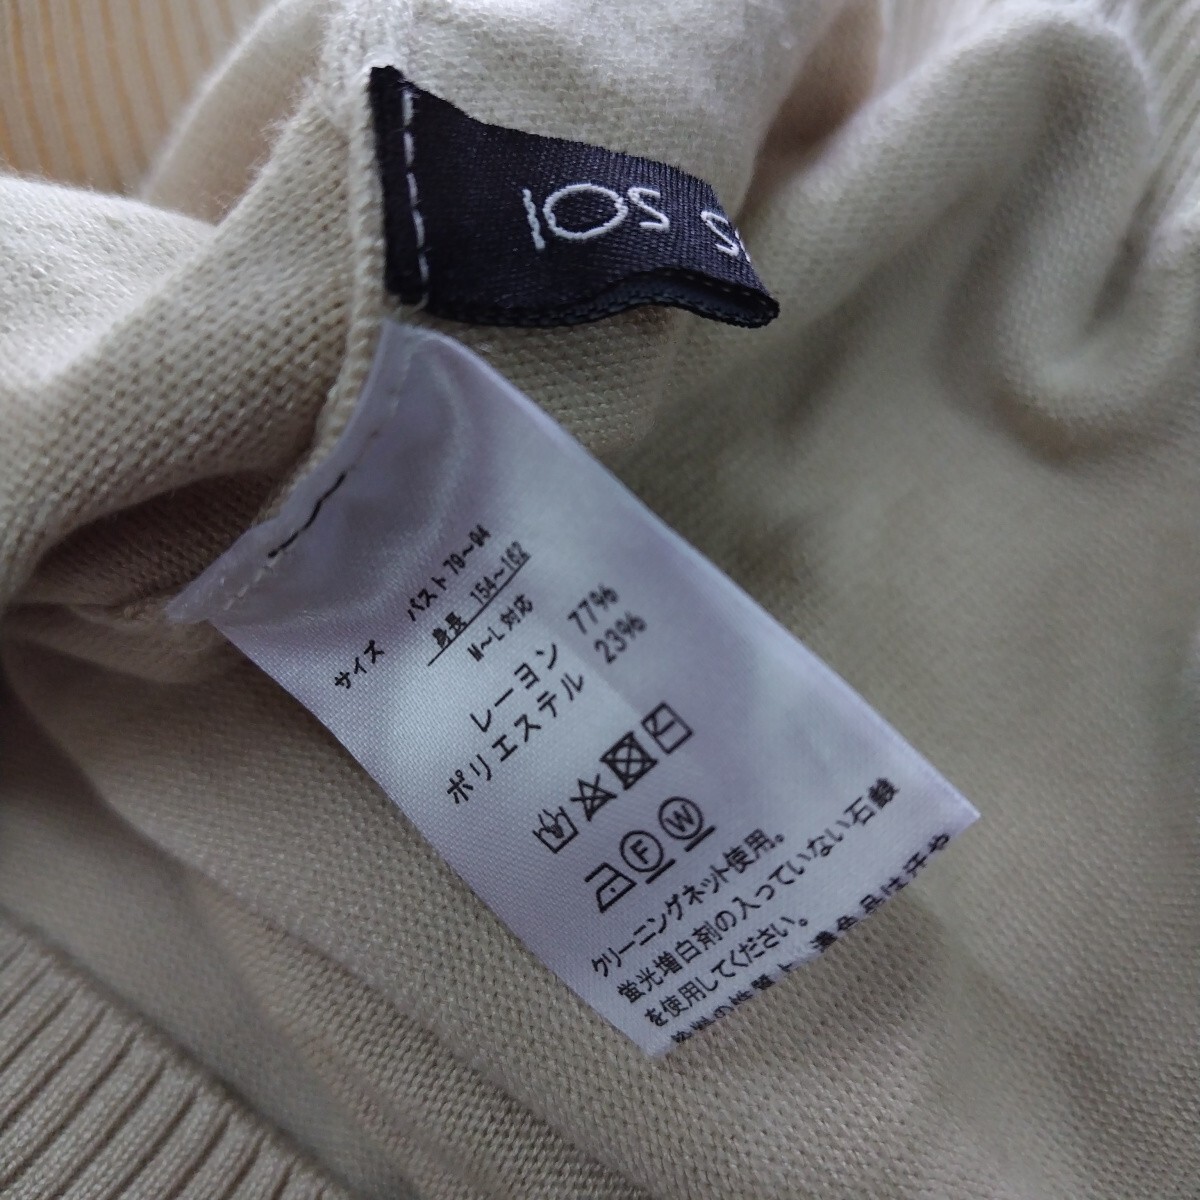 IOS SOI
サイズ バスト 79〜94
身長 154〜162
M〜L 対応
レーヨン 77%
ポリエステル 23%
F W
クリーニングネット使用。
蛍光増白剤の入っていない石鹸
を使用してください。